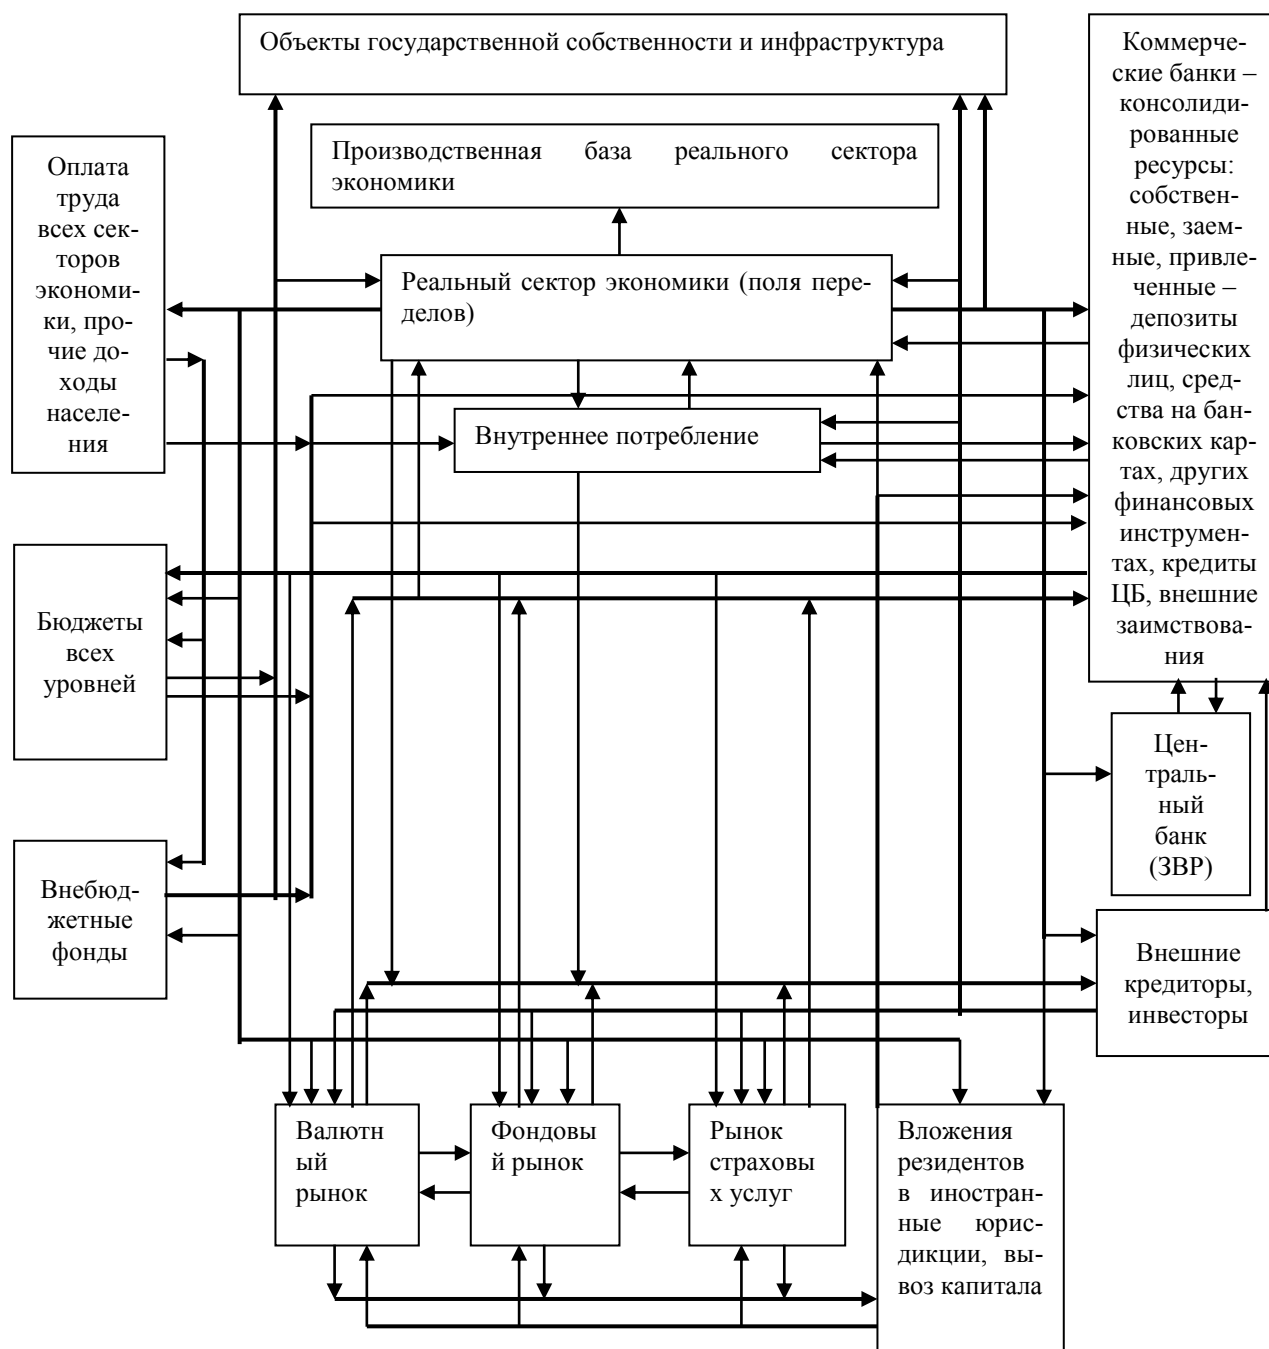 Объекты государственной собственности и инфраструктура
Коммерче-
ские банки –
консолиди-
рованные
ресурсы:
собствен-
ные, заем-
ные, привле-
ченные –
депозиты
физических
лиц, сред-
ства на бан-
ковских кар-
тах, других
финансовых
инструмен-
тах, кредиты
ЦБ, внешние
заимствова-
ния
Производственная база реального сектора
экономики
Оплата
труда
всех сек-
торов
экономи-
ки, про-
чие до-
ходы
населе-
ния
Реальный сектор экономики (поля пере-
делов)
Внутреннее потребление
Бюджеты
всех
уровней
Цен-
траль-
ный
банк
(ЗВР)
Внебюд-
жетные
фонды
Внешние
кредиторы,
инвесторы
Валютн
ый
рынок
Фондовы
й рынок
Рынок
страховы
х услуг
Вложения
резидентов
в иностран-
ные юрис-
дикции, вы-
воз капитала